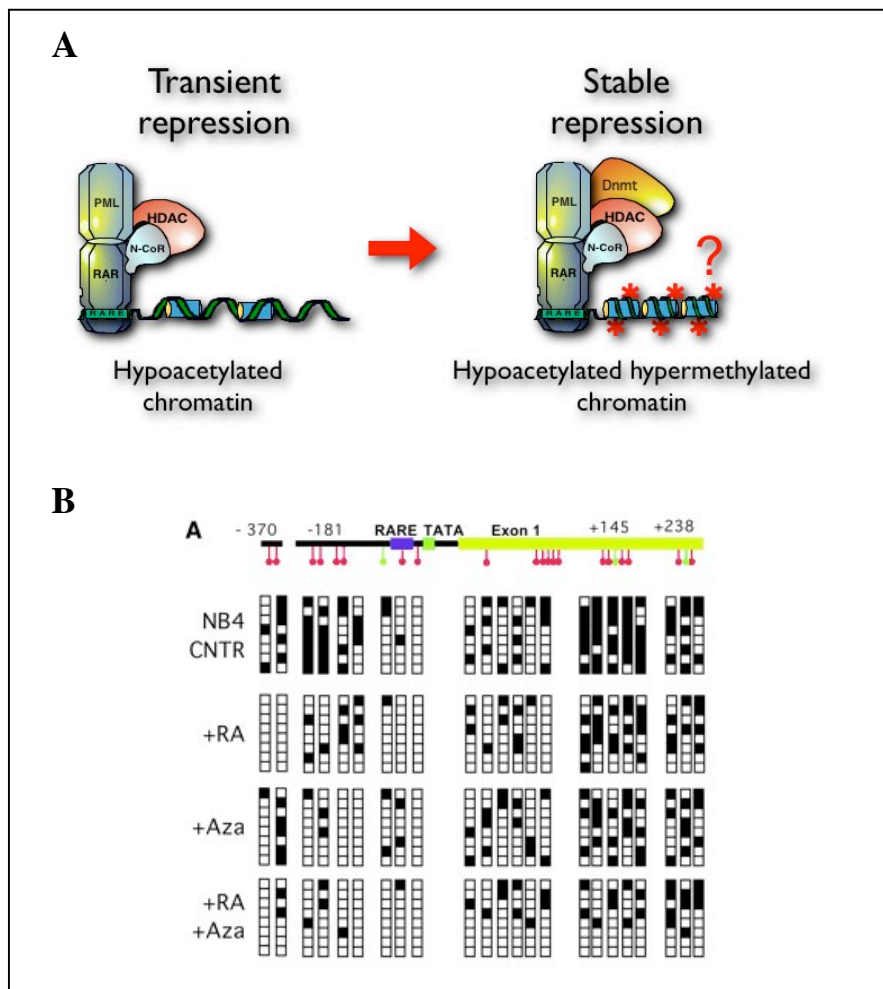 A
Transient
repression
Stable
repression
PML
HDAC
N-CoR
RAR
RARE
Dnmt
PML
HDAC
N-CoR
RAR
RARE
?
Hypoacetylated
chromatin
Hypoacetylated hypermethylated
chromatin
B
A
- 370 -181 RARE TATA Exon 1 +145 +238
NB4
CNTR
+RA
+Aza
+RA
+Aza